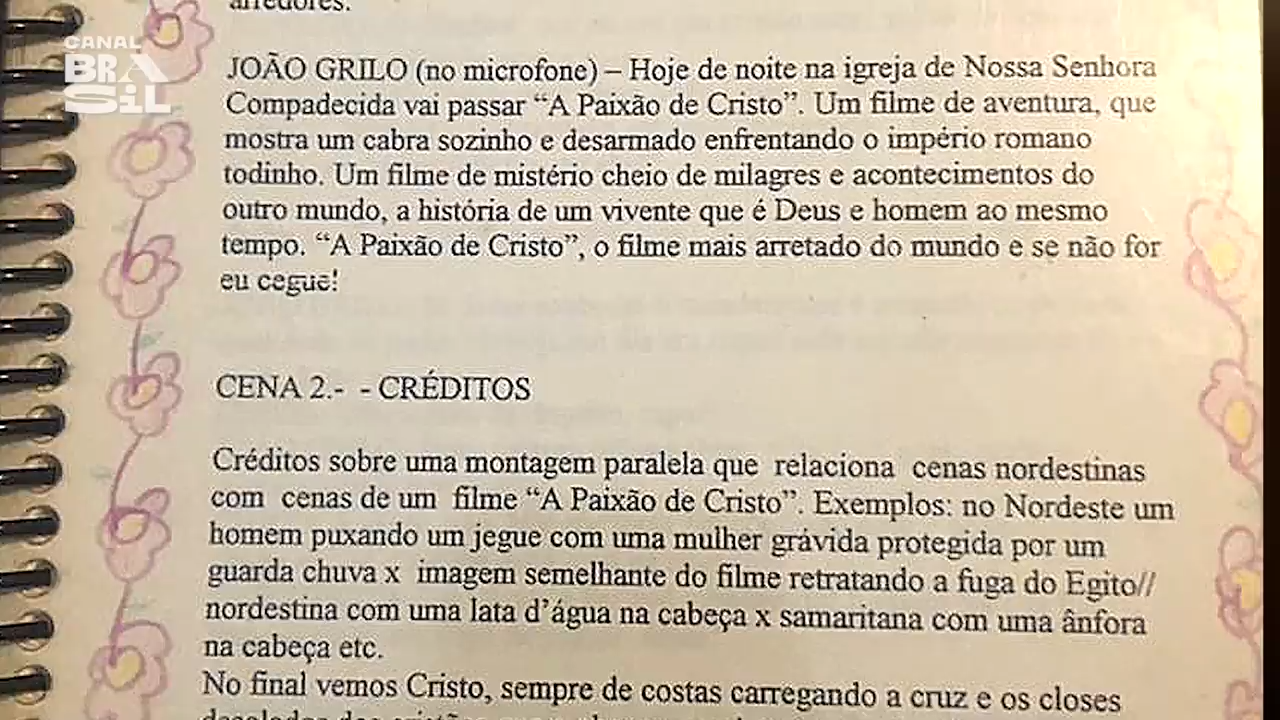 arredores.
CANAL
BRASIL
JOÃO GRILO (no microfone) – Hoje de noite na igreja de Nossa Senhora
Compadecida vai passar “A Paixão de Cristo”. Um filme de aventura, que
mostra um cabra sozinho e desarmado enfrentando o império romano
todinho. Um filme de mistério cheio de milagres e acontecimentos do
outro mundo, a história de um vivente que é Deus e homem ao mesmo
tempo. “A Paixão de Cristo”, o filme mais arretado do mundo e se não for
eu cegue!
CENA 2.-  - CRÉDITOS
Créditos sobre uma montagem paralela que  relaciona  cenas nordestinas
com  cenas de um  filme “A Paixão de Cristo”. Exemplos: no Nordeste um
homem puxando um jegue com uma mulher grávida protegida por um
guarda chuva x  imagem semelhante do filme retratando a fuga do Egito//
nordestina com uma lata d’água na cabeça x samaritana com uma ânfora
na cabeça etc.
No final vemos Cristo, sempre de costas carregando a cruz e os closes